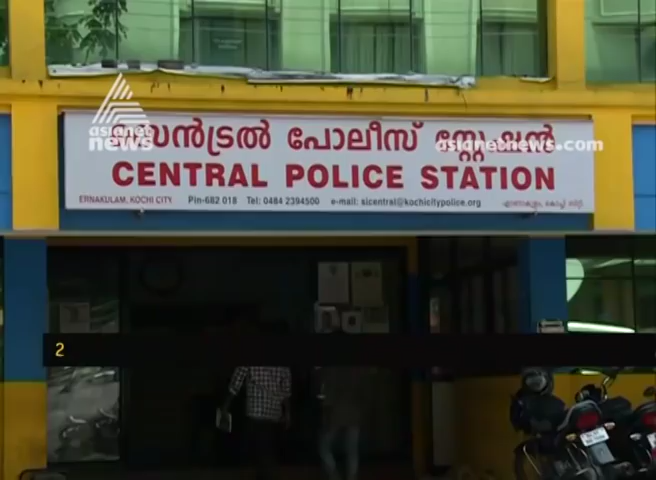 സെൻട്രൽ പോലീസ് സ്റ്റേഷൻ
asianet news
asianetnews.com
CENTRAL POLICE STATION
ERNAKULAM, KOCHI CITY Pin-682 018 Tel: 0484 2394500 e-mail: sicentral@kochicitypolice.org എറണാകുളം, കൊച്ചി സിറ്റി
2